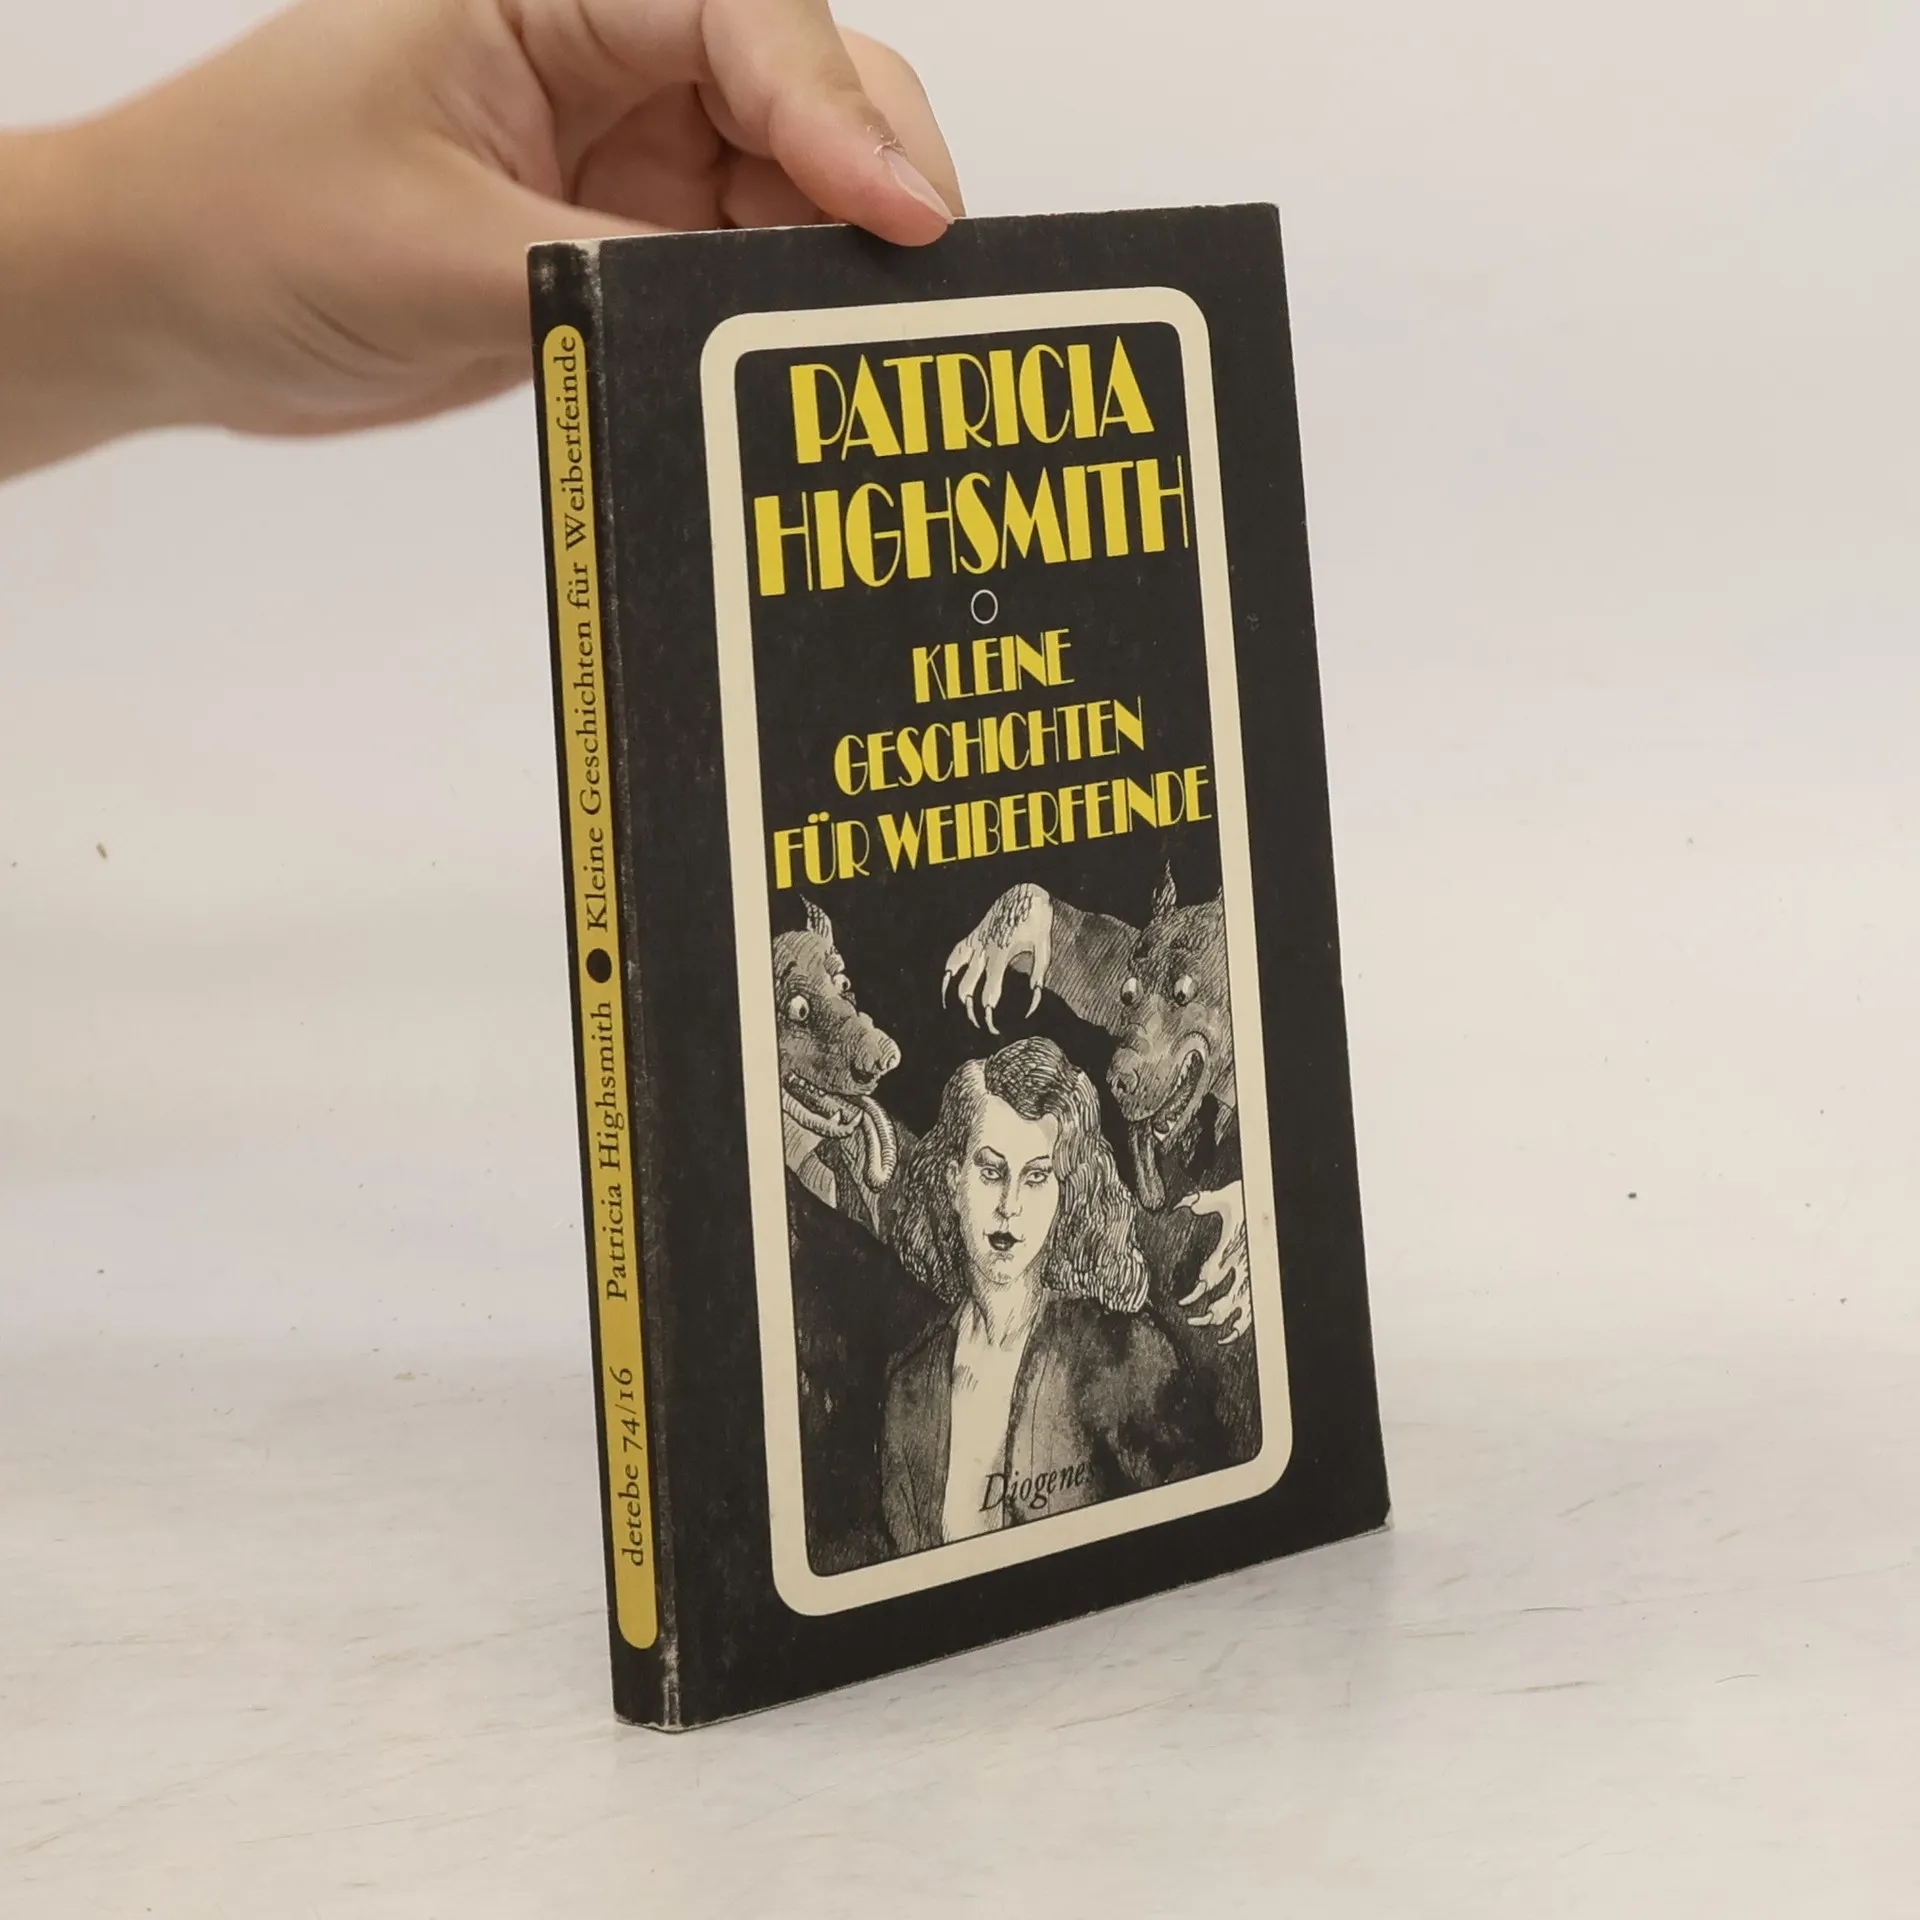 PATRICIA
HIGHSMITH
KLEINE
GESCHICHTEN
FÜR WEIBERFEINDE
Diogenes
detebe 74/16 Patricia Highsmith ● Kleine Geschichten für Weiberfeinde